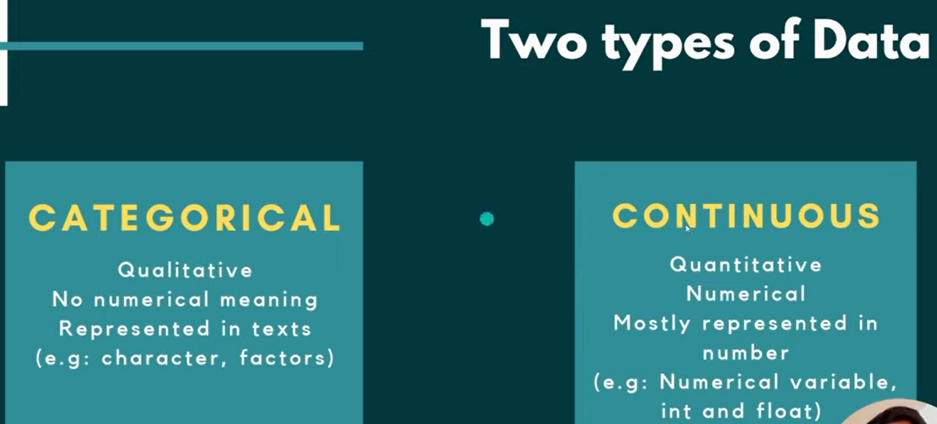 Two types of Data
CATEGORICAL
Qualitative
No numerical meaning
Represented in texts
(e.g: character, factors)
CONTINUOUS
Quantitative
Numerical
Mostly represented in
number
(e.g: Numerical variable,
int and float)